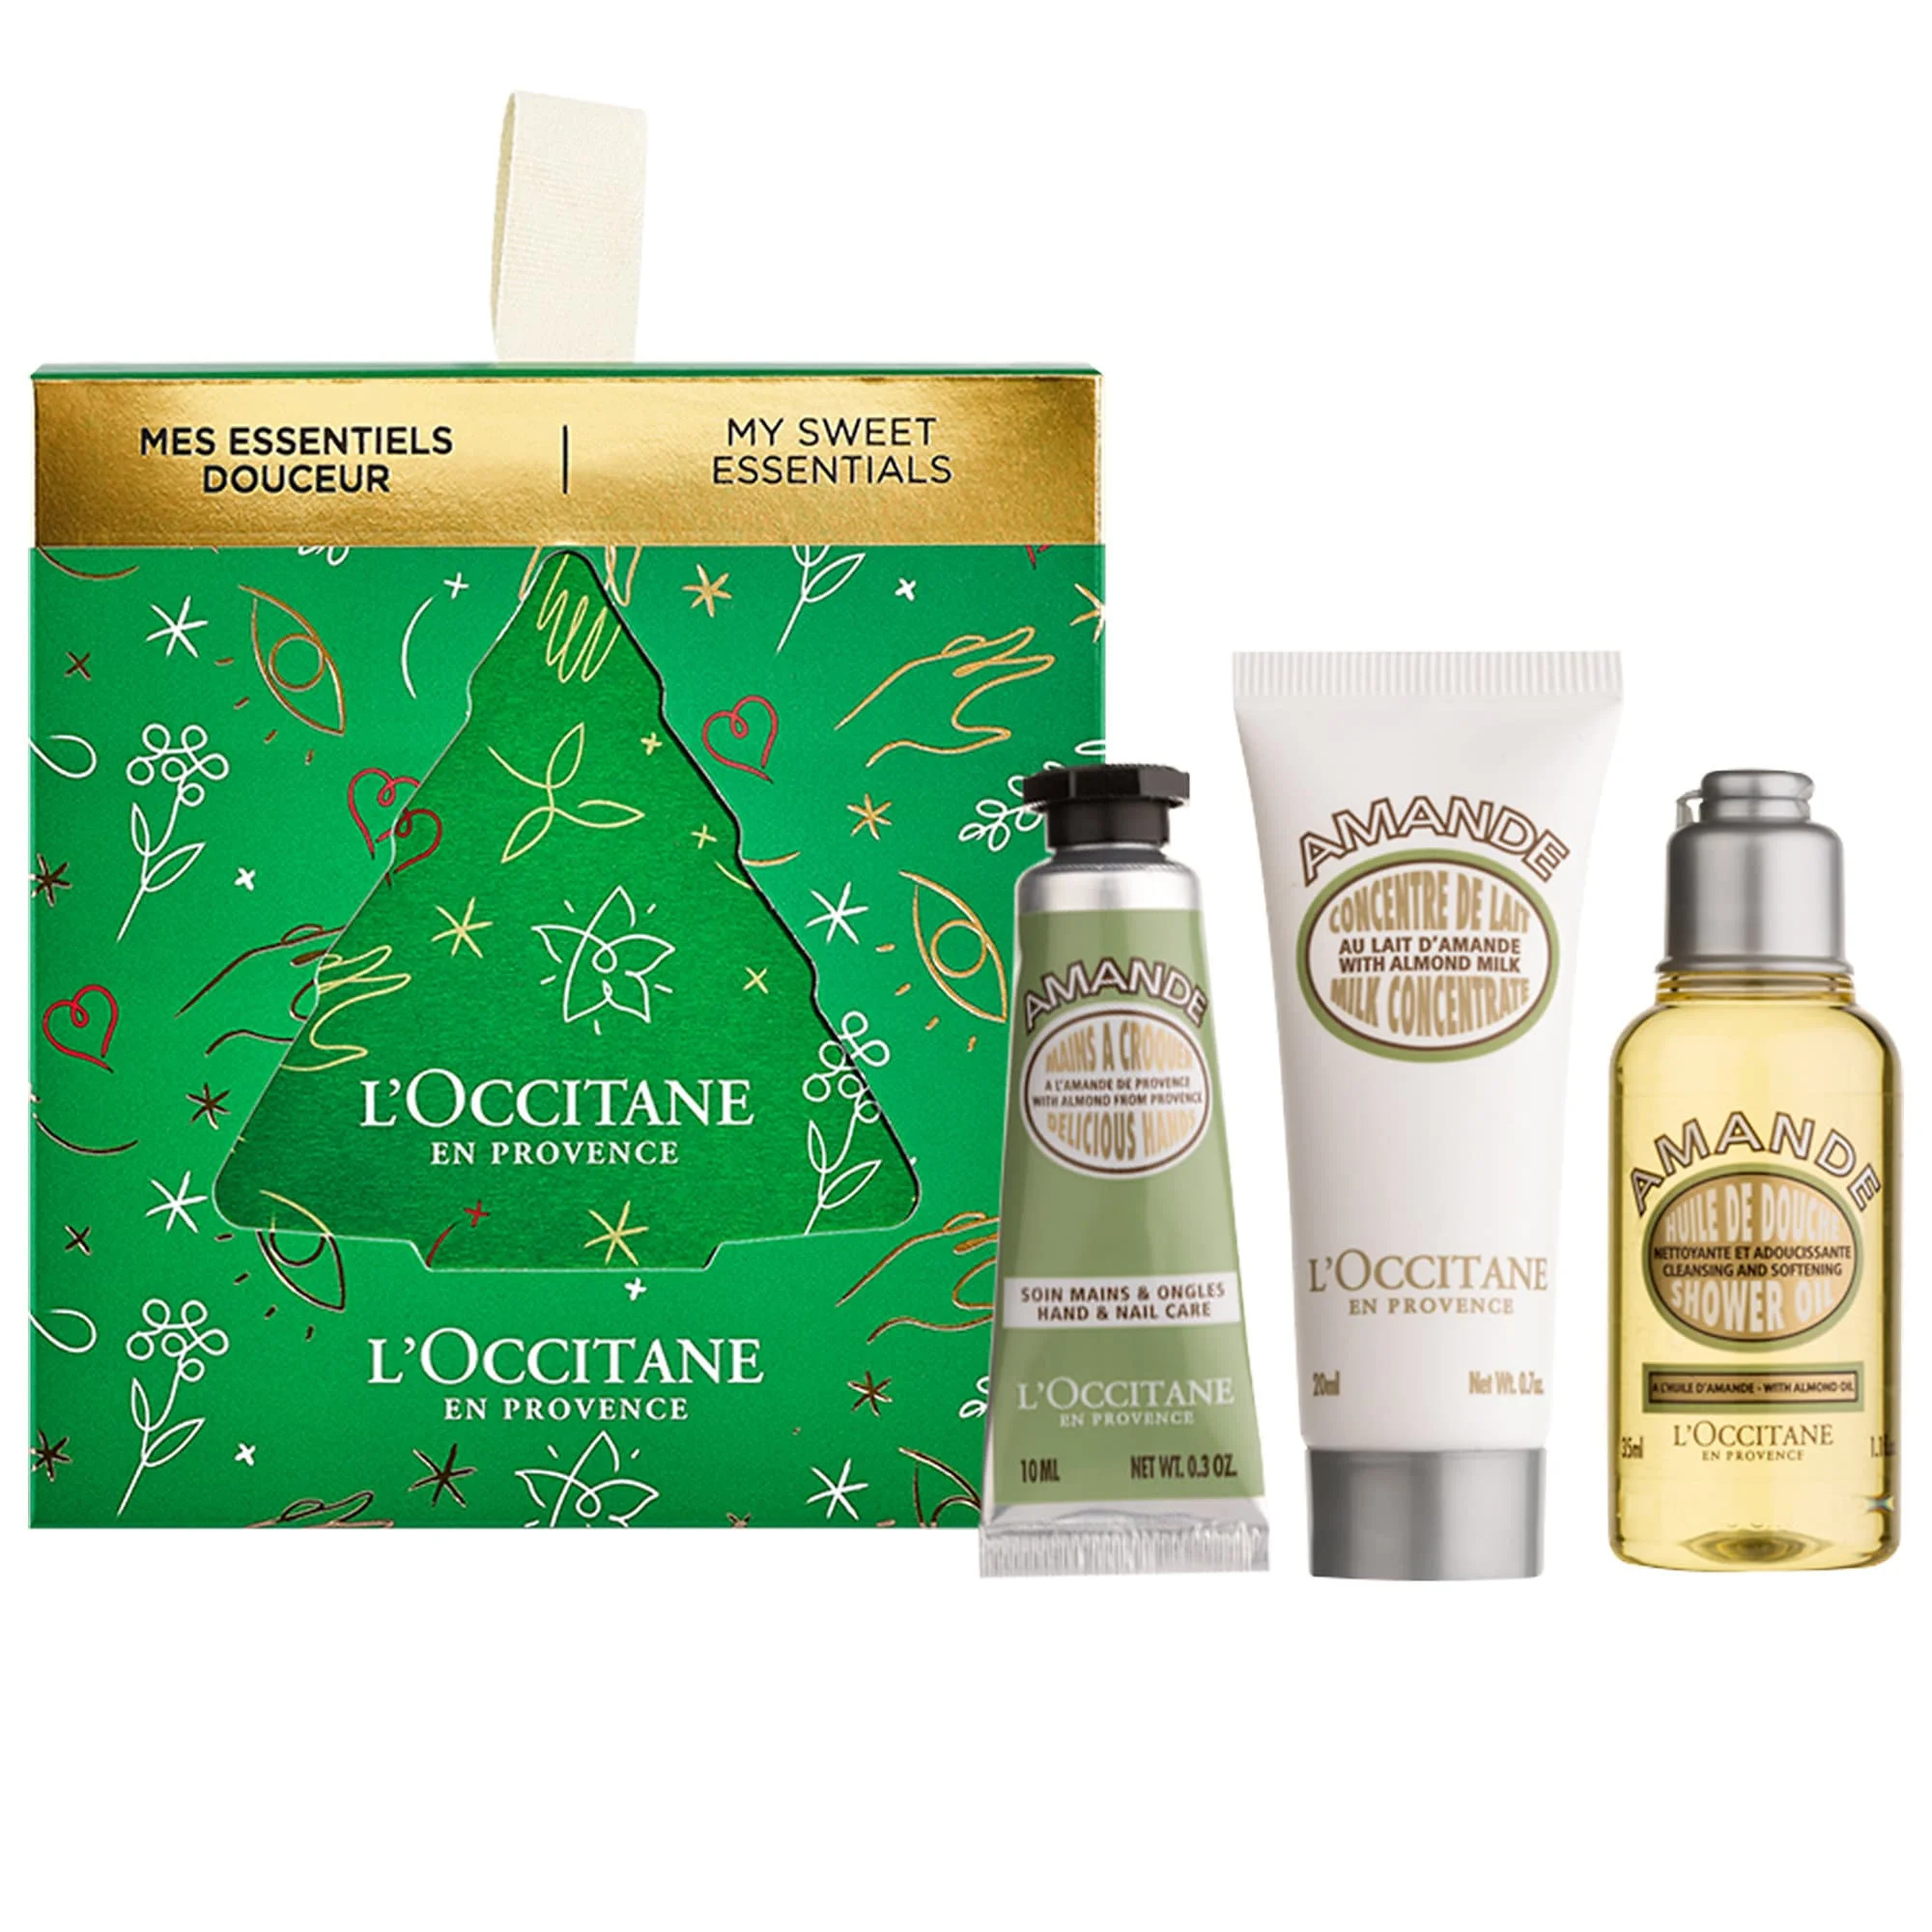 MES ESSENTIELS
DOUCEUR
MY SWEET
ESSENTIALS
L'OCCITANE
EN PROVENCE
L'OCCITANE
EN PROVENCE
AMANDE
MAINS A CROQUER
A L'AMANDE DE PROVENCE
WITH ALMOND FROM PROVENCE
DELICIOUS HANDS
SOIN MAINS & ONGLES
HAND & NAIL CARE
L'OCCITANE
EN PROVENCE
10 ML NET WT. 0.3 OZ.
AMANDE
CONCENTRE DE LAIT
AU LAIT D'AMANDE
WITH ALMOND MILK
MILK CONCENTRATE
L'OCCITANE
EN PROVENCE
20ml Net Wt. 0.7oz.
AMANDE
HUILE DE DOUCHE
NETTOYANTE ET ADOUCISSANTE
CLEANSING AND SOFTENING
SHOWER OIL
A L'HUILE D'AMANDE - WITH ALMOND OIL
L'OCCITANE
EN PROVENCE
35ml